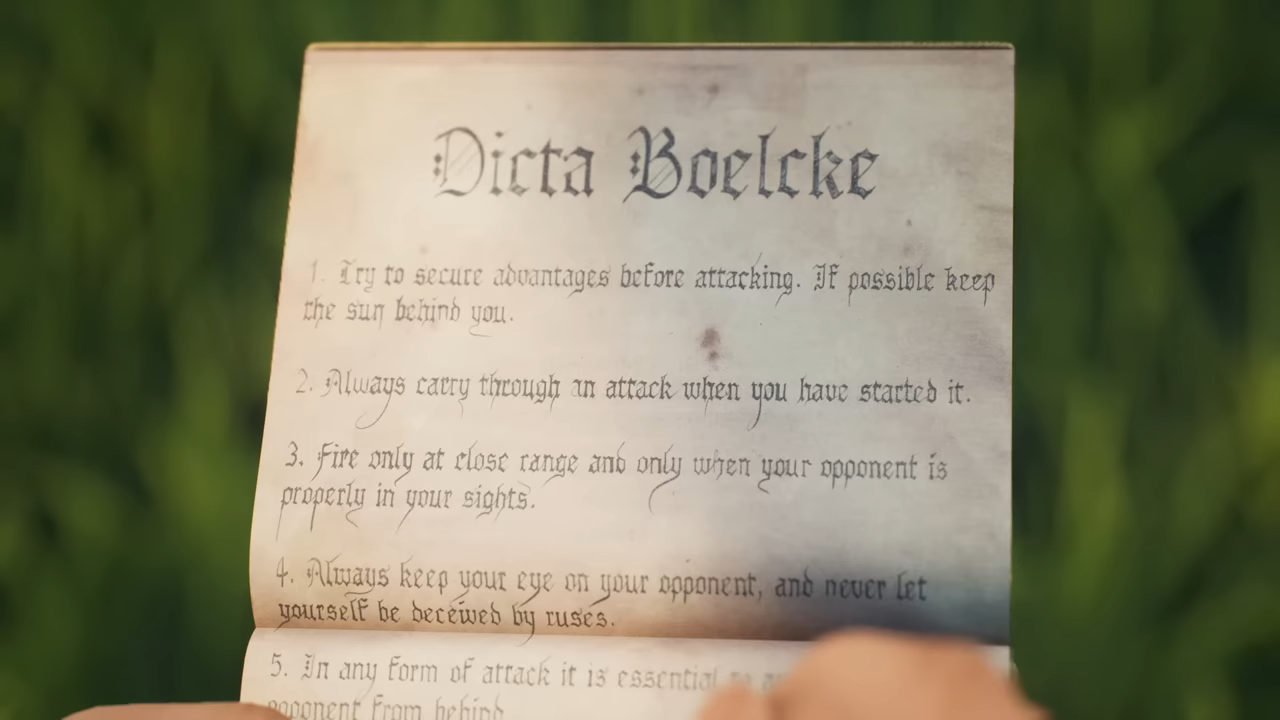 Dicta Boelcke
1. Try to secure advantages before attacking. If possible keep
the sun behind you.
2. Always carry through an attack when you have started it.
3. Fire only at close range and only when your opponent is
properly in your sights.
4. Always keep your eye on your opponent, and never let
yourself be deceived by ruses.
5. In any form of attack it is essential to
opponent from behind